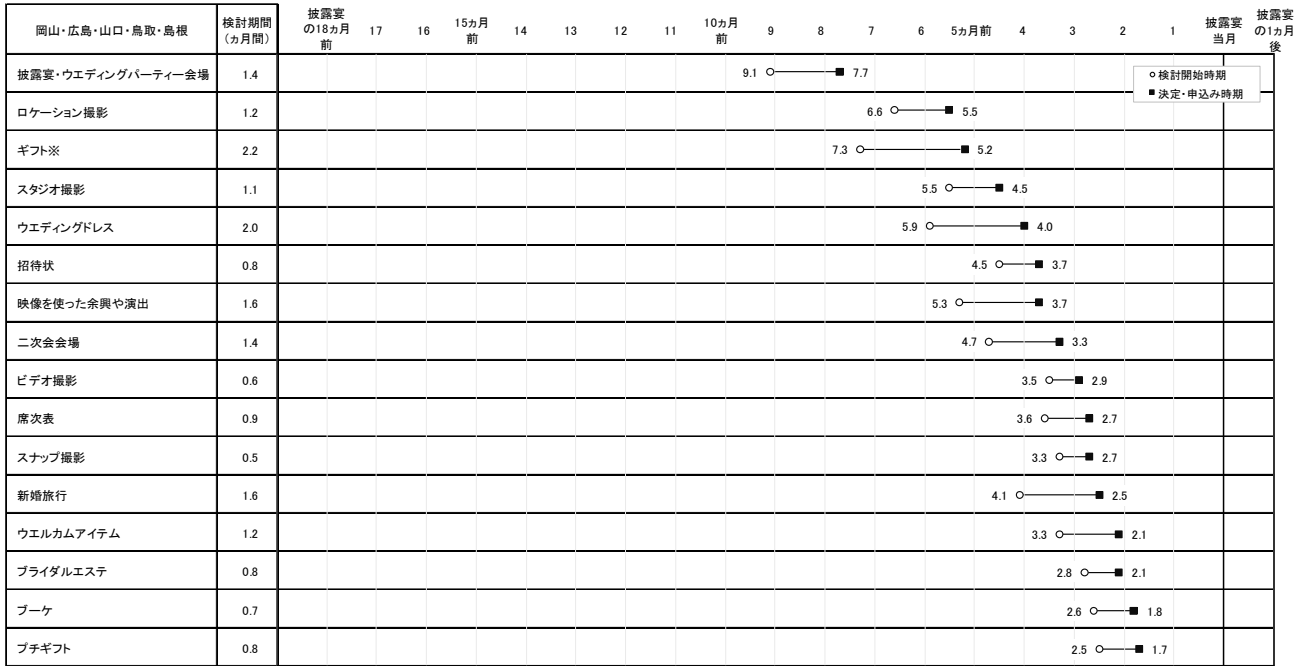 岡山・広島・山口・鳥取・島根
検討期間
(ヵ月間)
披露宴
の18ヵ月
前
17
16
15ヵ月
前
14
13
12
11
10ヵ月
前
9
8
7
6
5ヵ月前
4
3
2
1
披露宴
当月
披露宴
の1ヵ月
後
○検討開始時期
■決定・申込み時期
披露宴・ウエディングパーティー会場 1.4 9.1 7.7
ロケーション撮影 1.2 6.6 5.5
ギフト※ 2.2 7.3 5.2
スタジオ撮影 1.1 5.5 4.5
ウエディングドレス 2.0 5.9 4.0
招待状 0.8 4.5 3.7
映像を使った余興や演出 1.6 5.3 3.7
二次会会場 1.4 4.7 3.3
ビデオ撮影 0.6 3.5 2.9
席次表 0.9 3.6 2.7
スナップ撮影 0.5 3.3 2.7
新婚旅行 1.6 4.1 2.5
ウエルカムアイテム 1.2 3.3 2.1
ブライダルエステ 0.8 2.8 2.1
ブーケ 0.7 2.6 1.8
プチギフト 0.8 2.5 1.7